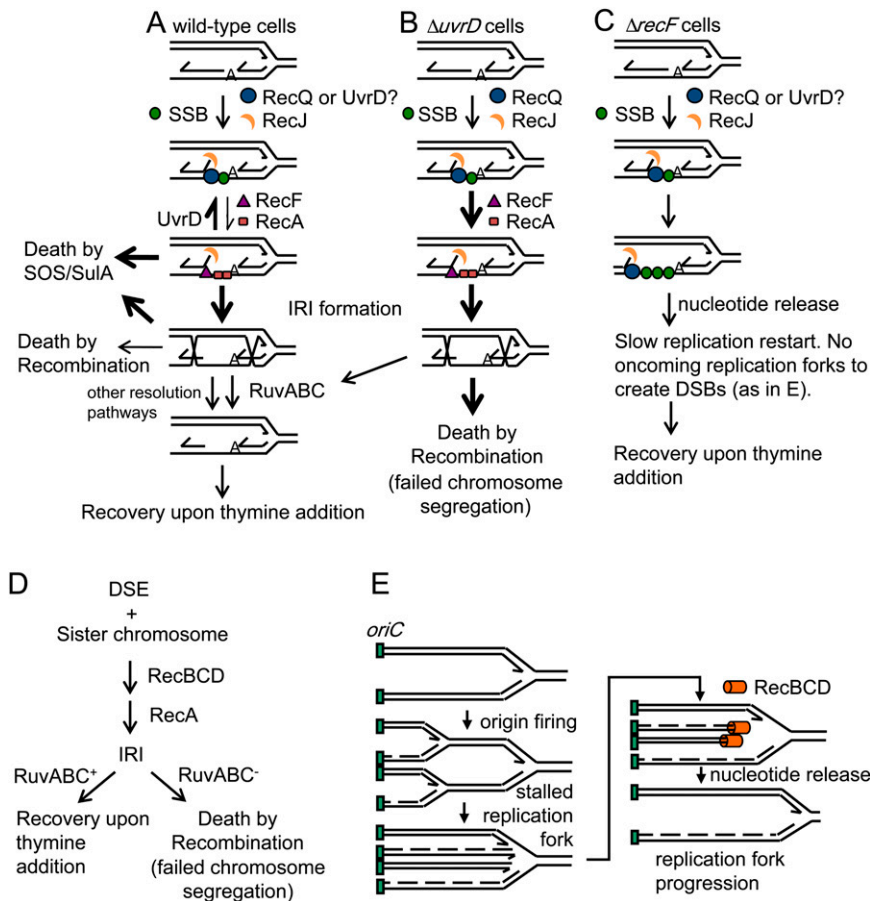 A wild-type cells
A
SSB
RecQ or UvrD?
RecJ
A
UvrD
RecF
RecA
Death by
SOS/SulA
A
IRI formation
Death by
Recombination
A
other resolution
pathways
RuvABC
A
Recovery upon thymine addition
B ΔuvrD cells
A
SSB
RecQ
RecJ
A
RecF
RecA
A
A
Death by
Recombination
(failed chromosome
segregation)
C ΔrecF cells
A
SSB
RecQ or UvrD?
RecJ
A
A
nucleotide release
Slow replication restart. No
oncoming replication forks to
create DSBs (as in E).
Recovery upon thymine
addition
D
DSE
+
Sister chromosome
RecBCD
RecA
IRI
RuvABC+
RuvABC-
Recovery upon
thymine
addition
Death by
Recombination
(failed chromosome
segregation)
E
oriC
origin firing
stalled
replication
fork
RecBCD
nucleotide release
replication fork
progression